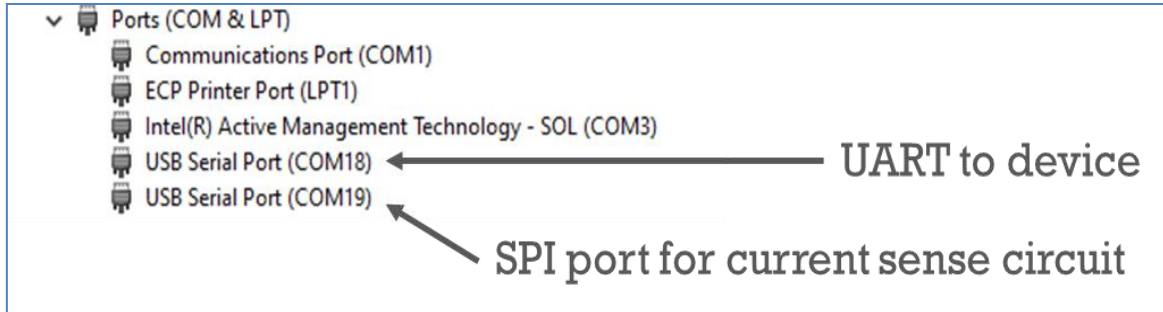 Ports (COM & LPT)
Communications Port (COM1)
ECP Printer Port (LPT1)
Intel(R) Active Management Technology - SOL (COM3)
USB Serial Port (COM18)
UART to device
USB Serial Port (COM19)
SPI port for current sense circuit